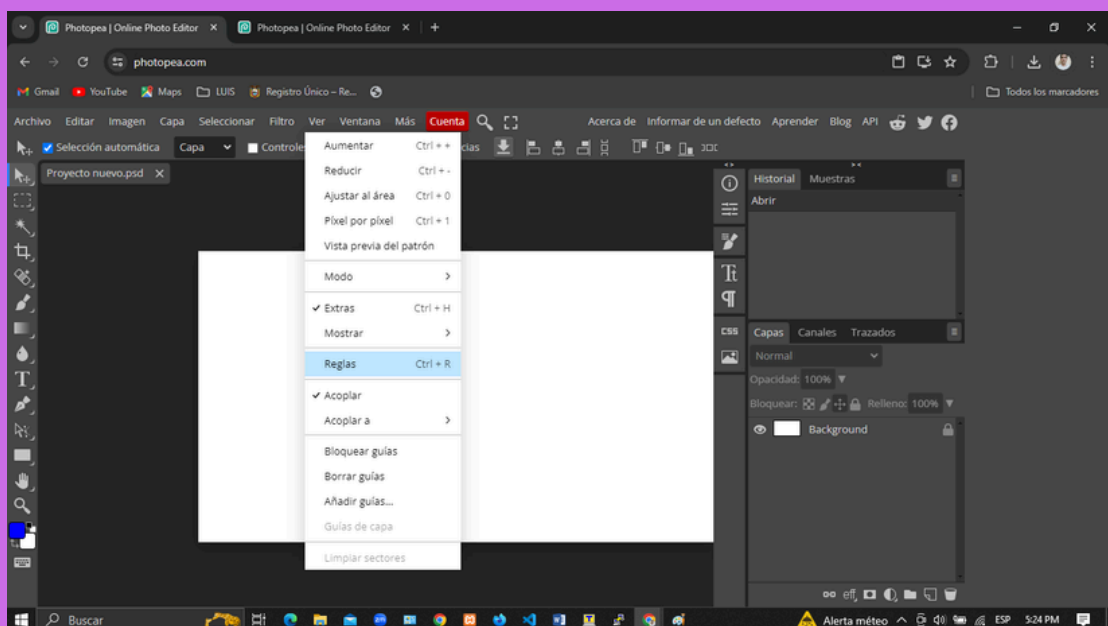 Photopea | Online Photo Editor
Photopea | Online Photo Editor
photopea.com
Gmail YouTube Maps LUIS Registro Único – Re... Todos los marcadores
Archivo Editar Imagen Capa Seleccionar Filtro Ver Ventana Más Cuenta Acerca de Informar de un defecto Aprender Blog API
Selección automática Capa Controle cias
Proyecto nuevo.psd
Aumentar Ctrl + +
Reducir Ctrl + -
Ajustar al área Ctrl + 0
Píxel por píxel Ctrl + 1
Vista previa del patrón
Modo
Extras Ctrl + H
Mostrar
Reglas Ctrl + R
Acoplar
Acoplar a
Bloquear guías
Borrar guías
Añadir guías...
Guías de capa
Limpiar sectores
Historial Muestras
Abrir
CSS
Capas Canales Trazados
Normal
Opacidad: 100%
Bloquear: Relleno: 100%
Background
eff
Buscar
Alerta méteo ESP 5:24 PM